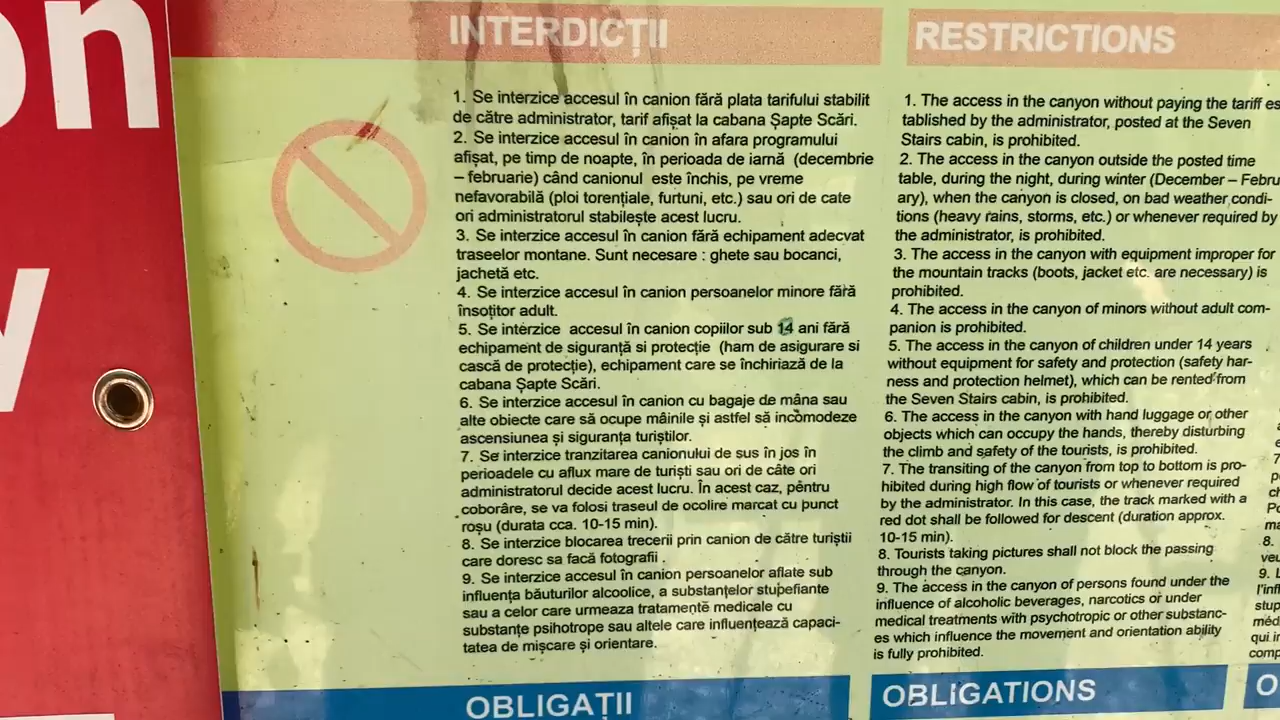 on
y
INTERDICȚII
1. Se interzice accesul în canion fără plata tarifului stabilit
de către administrator, tarif afișat la cabana Șapte Scări.
2. Se interzice accesul în canion în afara programului
afișat, pe timp de noapte, în perioada de iarnă (decembrie
– februarie) când canionul este închis, pe vreme
nefavorabilă (ploi torențiale, furtuni, etc.) sau ori de cate
ori administratorul stabilește acest lucru.
3. Se interzice accesul în canion fără echipament adecvat
traseelor montane. Sunt necesare : ghete sau bocanci,
jachetă etc.
4. Se interzice accesul în canion persoanelor minore fără
însoțitor adult.
5. Se interzice accesul în canion copiilor sub 14 ani fără
echipament de siguranță si protecție (ham de asigurare si
cască de protecție), echipament care se închiriază de la
cabana Șapte Scări.
6. Se interzice accesul în canion cu bagaje de mâna sau
alte obiecte care să ocupe mâinile și astfel să incomodeze
ascensiunea și siguranța turiștilor.
7. Se interzice tranzitarea canionului de sus în jos în
perioadele cu aflux mare de turiști sau ori de câte ori
administratorul decide acest lucru. În acest caz, pentru
coborâre, se va folosi traseul de ocolire marcat cu punct
roșu (durata cca. 10-15 min).
8. Se interzice blocarea trecerii prin canion de către turiștii
care doresc sa facă fotografii .
9. Se interzice accesul în canion persoanelor aflate sub
influența băuturilor alcoolice, a substanțelor stupefiante
sau a celor care urmeaza tratamente medicale cu
substanțe psihotrope sau altele care influențează capaci-
tatea de mișcare și orientare.
OBLIGAȚII
RESTRICTIONS
1. The access in the canyon without paying the tariff es
tablished by the administrator, posted at the Seven
Stairs cabin, is prohibited.
2. The access in the canyon outside the posted time
table, during the night, during winter (December – Febru
ary), when the canyon is closed, on bad weather condi-
tions (heavy rains, storms, etc.) or whenever required by
the administrator, is prohibited.
3. The access in the canyon with equipment improper for
the mountain tracks (boots, jacket etc. are necessary) is
prohibited.
4. The access in the canyon of minors without adult com-
panion is prohibited.
5. The access in the canyon of children under 14 years
without equipment for safety and protection (safety har-
ness and protection helmet), which can be rented from
the Seven Stairs cabin, is prohibited.
6. The access in the canyon with hand luggage or other
objects which can occupy the hands, thereby disturbing
the climb and safety of the tourists, is prohibited.
7. The transiting of the canyon from top to bottom is pro-
hibited during high flow of tourists or whenever required
by the administrator. In this case, the track marked with a
red dot shall be followed for descent (duration approx.
10-15 min).
8. Tourists taking pictures shall not block the passing
through the canyon.
9. The access in the canyon of persons found under the
influence of alcoholic beverages, narcotics or under
medical treatments with psychotropic or other substanc-
es which influence the movement and orientation ability
is fully prohibited.
OBLIGATIONS
7
ch
Po
ma
8.
veu
9. L
l'inf
stup
méd
qui in
comp
O